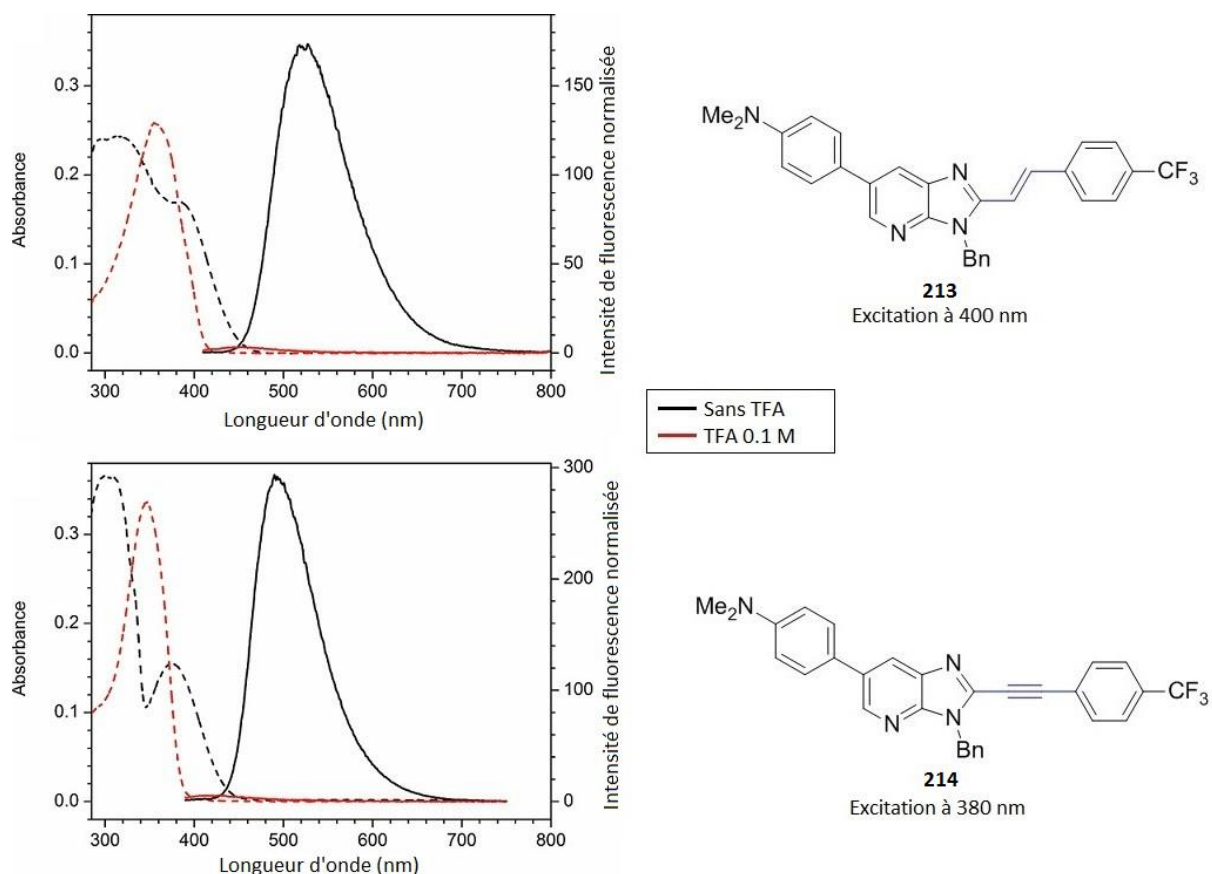 Absorbance
0.3
0.2
0.1
0.0
150
100
50
0
Intensité de fluorescence normalisée
300 400 500 600 700 800
Longueur d'onde (nm)
Me2N
N
N
N
Bn
CF3
213
Excitation à 400 nm
Sans TFA
TFA 0.1 M
Absorbance
0.3
0.2
0.1
0.0
300
200
100
0
Intensité de fluorescence normalisée
300 400 500 600 700 800
Longueur d'onde (nm)
Me2N
N
N
N
Bn
CF3
214
Excitation à 380 nm